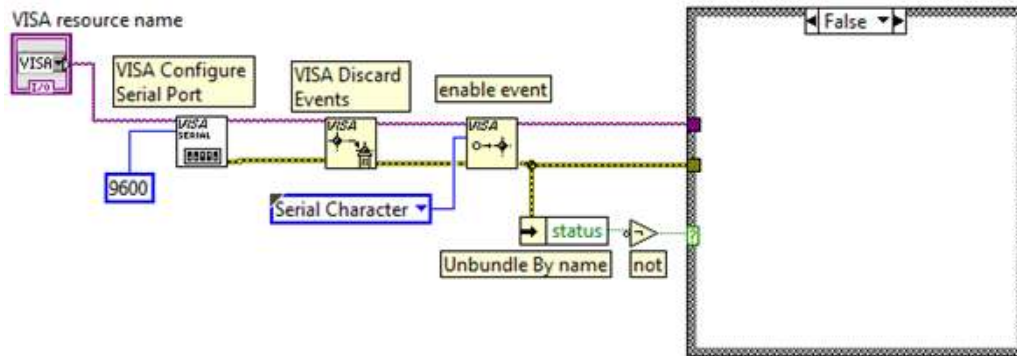 VISA resource name
VISA
I/O
VISA Configure
Serial Port
VISA Discard
Events
enable event
False
VISA
SERIAL
VISA
VISA
9600
Serial Character
status
?
Unbundle By name
not